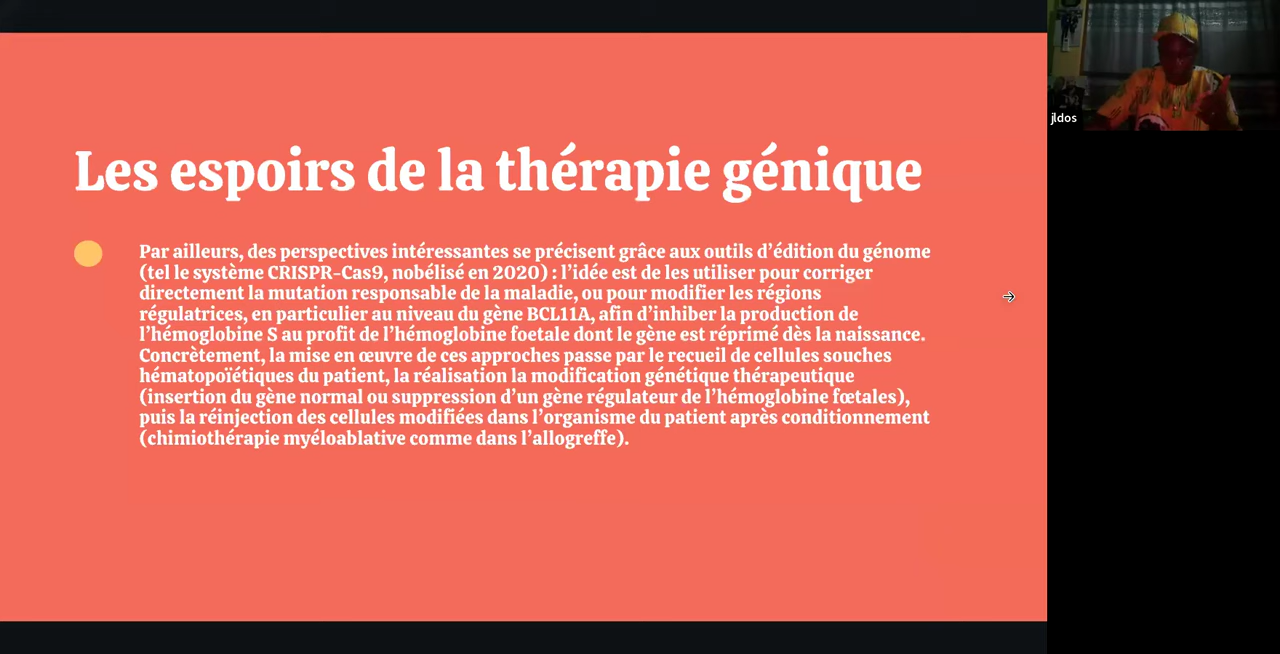 Les espoirs de la thérapie génique
Par ailleurs, des perspectives intéressantes se précisent grâce aux outils d’édition du génome
(tel le système CRISPR-Cas9, nobélisé en 2020) : l’idée est de les utiliser pour corriger
directement la mutation responsable de la maladie, ou pour modifier les régions
régulatrices, en particulier au niveau du gène BCL11A, afin d’inhiber la production de
l’hémoglobine S au profit de l’hémoglobine foetale dont le gène est réprimé dès la naissance.
Concrètement, la mise en œuvre de ces approches passe par le recueil de cellules souches
hématopoïétiques du patient, la réalisation la modification génétique thérapeutique
(insertion du gène normal ou suppression d’un gène régulateur de l’hémoglobine fœtales),
puis la réinjection des cellules modifiées dans l’organisme du patient après conditionnement
(chimiothérapie myéloablative comme dans l’allogreffe).
jldos